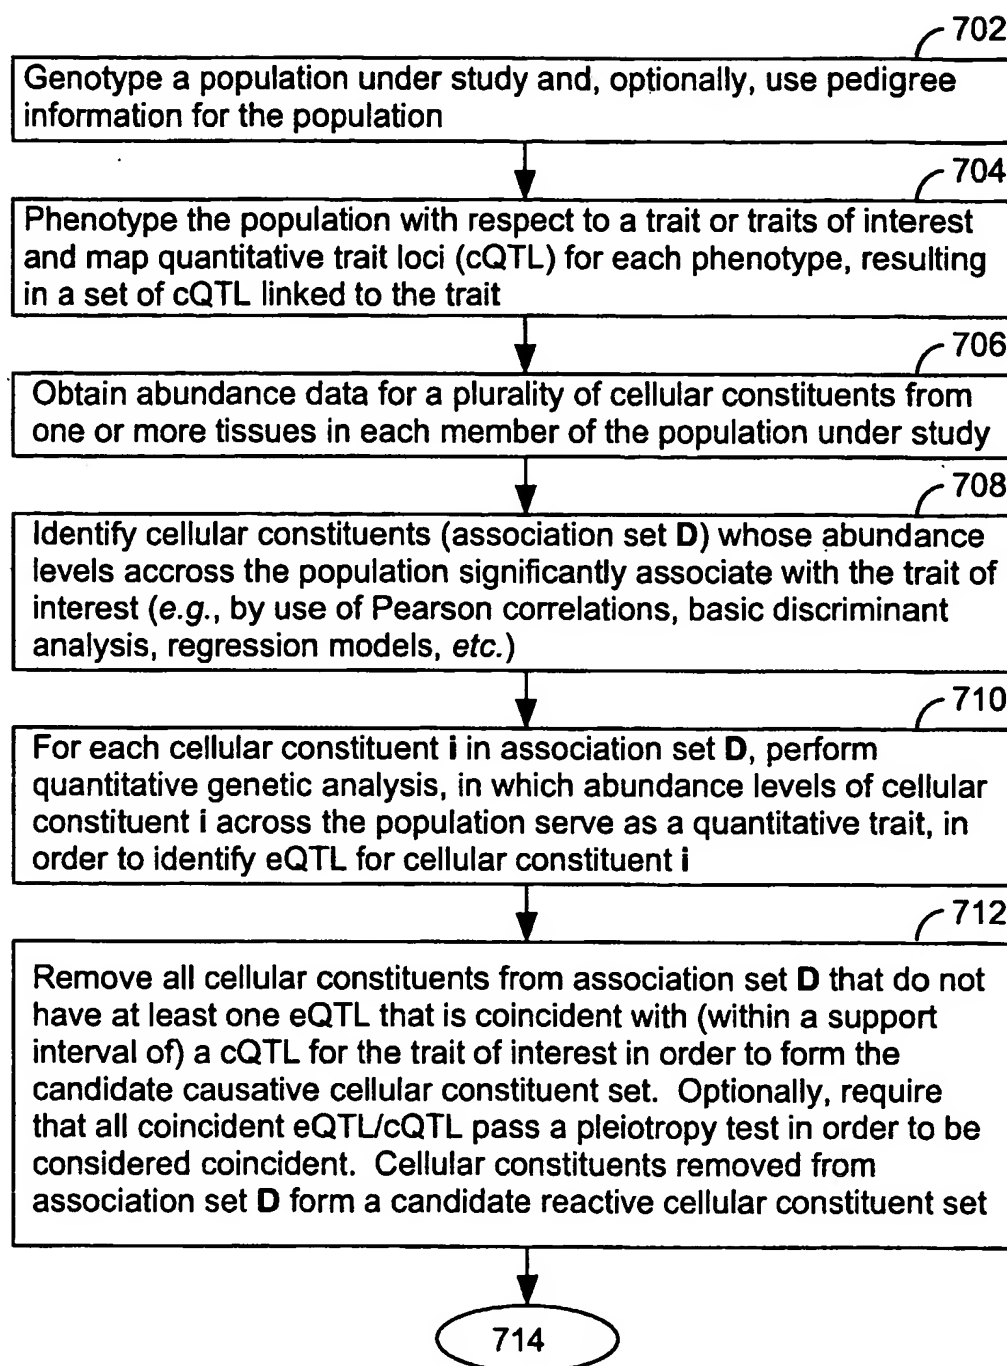 702
Genotype a population under study and, optionally, use pedigree
information for the population
704
Phenotype the population with respect to a trait or traits of interest
and map quantitative trait loci (cQTL) for each phenotype, resulting
in a set of cQTL linked to the trait
706
Obtain abundance data for a plurality of cellular constituents from
one or more tissues in each member of the population under study
708
Identify cellular constituents (association set D) whose abundance
levels accross the population significantly associate with the trait of
interest (e.g., by use of Pearson correlations, basic discriminant
analysis, regression models, etc.)
710
For each cellular constituent i in association set D, perform
quantitative genetic analysis, in which abundance levels of cellular
constituent i across the population serve as a quantitative trait, in
order to identify eQTL for cellular constituent i
712
Remove all cellular constituents from association set D that do not
have at least one eQTL that is coincident with (within a support
interval of) a cQTL for the trait of interest in order to form the
candidate causative cellular constituent set. Optionally, require
that all coincident eQTL/cQTL pass a pleiotropy test in order to be
considered coincident. Cellular constituents removed from
association set D form a candidate reactive cellular constituent set
714